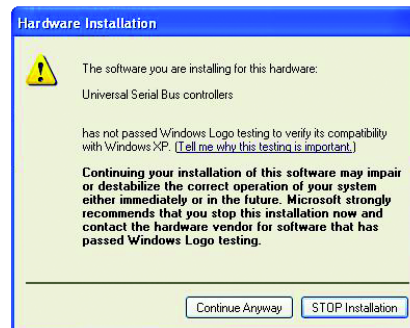 Hardware Installation
The software you are installing for this hardware:
Universal Serial Bus controllers
has not passed Windows Logo testing to verify its compatibility
with Windows XP. (Tell me why this testing is important.)
Continuing your installation of this software may impair
or destabilize the correct operation of your system
either immediately or in the future. Microsoft strongly
recommends that you stop this installation now and
contact the hardware vendor for software that has
passed Windows Logo testing.
Continue Anyway
STOP Installation